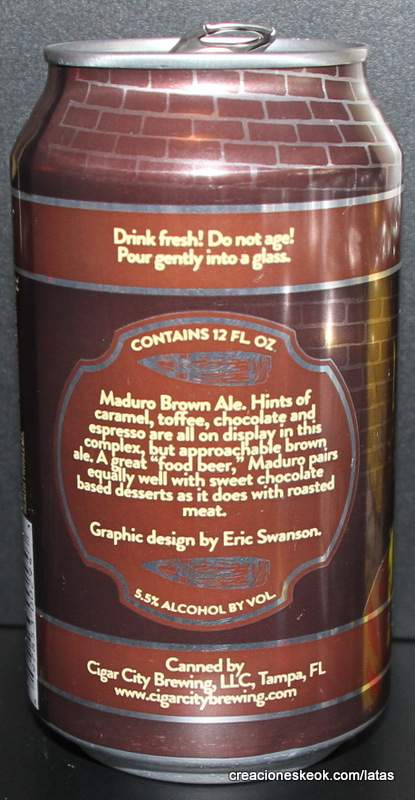 Drink fresh! Do not age!
Pour gently into a glass.
CONTAINS 12 FL. OZ.
Maduro Brown Ale. Hints of
caramel, toffee, chocolate and
espresso are all on display in this
complex, but approachable brown
ale. A great “food beer,” Maduro pairs
equally well with sweet chocolate
based desserts as it does with roasted
meat.
Graphic design by Eric Swanson.
5.5% ALCOHOL BY VOL.
Canned by
Cigar City Brewing, LLC, Tampa, FL
www.cigarcitybrewing.com
creacioneskeok.com/latas